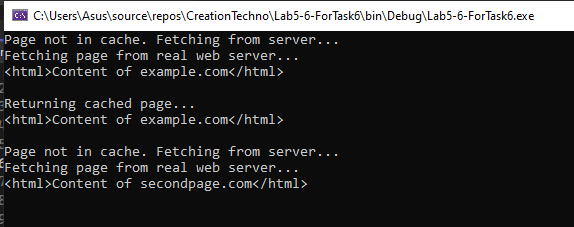 C:\Users\Asus\source\repos\CreationTechno\Lab5-6-ForTask6\bin\Debug\Lab5-6-ForTask6.exe
Page not in cache. Fetching from server...
Fetching page from real web server...
<html>Content of example.com</html>
Returning cached page...
<html>Content of example.com</html>
Page not in cache. Fetching from server...
Fetching page from real web server...
<html>Content of secondpage.com</html>